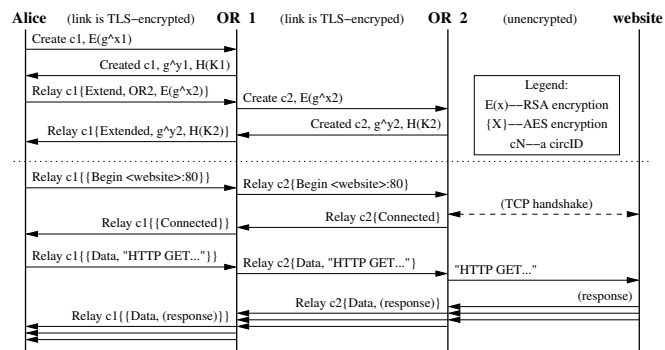 Alice (link is TLS−encrypted) OR 1 (link is TLS−encrypted) OR 2 (unencrypted) website
Create c1, E(g^x1)
Created c1, g^y1, H(K1)
Relay c1{Extend, OR2, E(g^x2)}
Create c2, E(g^x2)
Created c2, g^y2, H(K2)
Relay c1{Extended, g^y2, H(K2)}
Legend:
E(x)−−RSA encryption
{X}−−AES encryption
cN−−a circID
Relay c1{{Begin <website>:80}}
Relay c2{Begin <website>:80}
(TCP handshake)
Relay c2{Connected}
Relay c1{{Connected}}
Relay c1{{Data, "HTTP GET..."}}
Relay c2{Data, "HTTP GET..."}
"HTTP GET..."
(response)
Relay c2{Data, (response)}
Relay c1{{Data, (response)}}